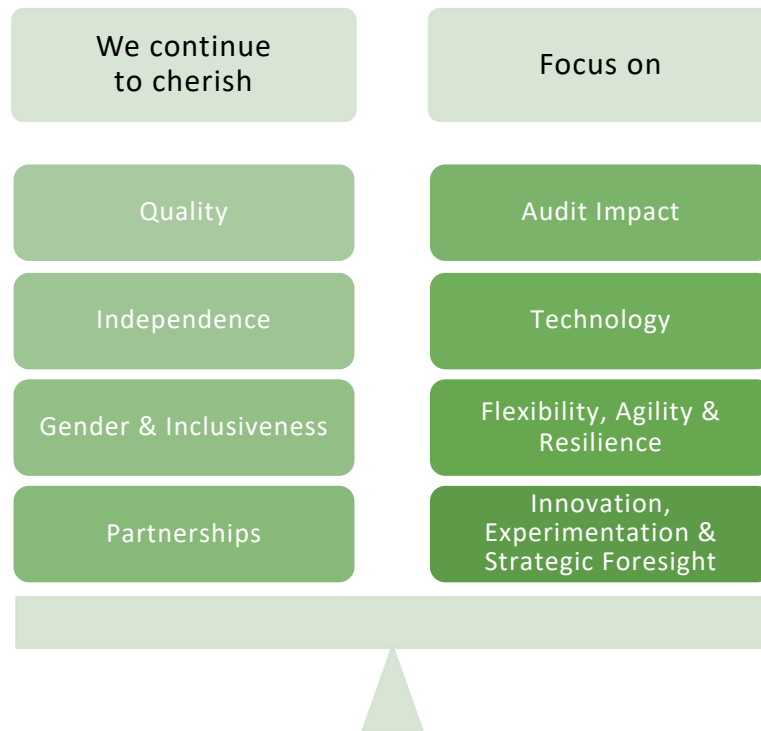 We continue
to cherish
Quality
Independence
Gender & Inclusiveness
Partnerships
Focus on
Audit Impact
Technology
Flexibility, Agility &
Resilience
Innovation,
Experimentation &
Strategic Foresight